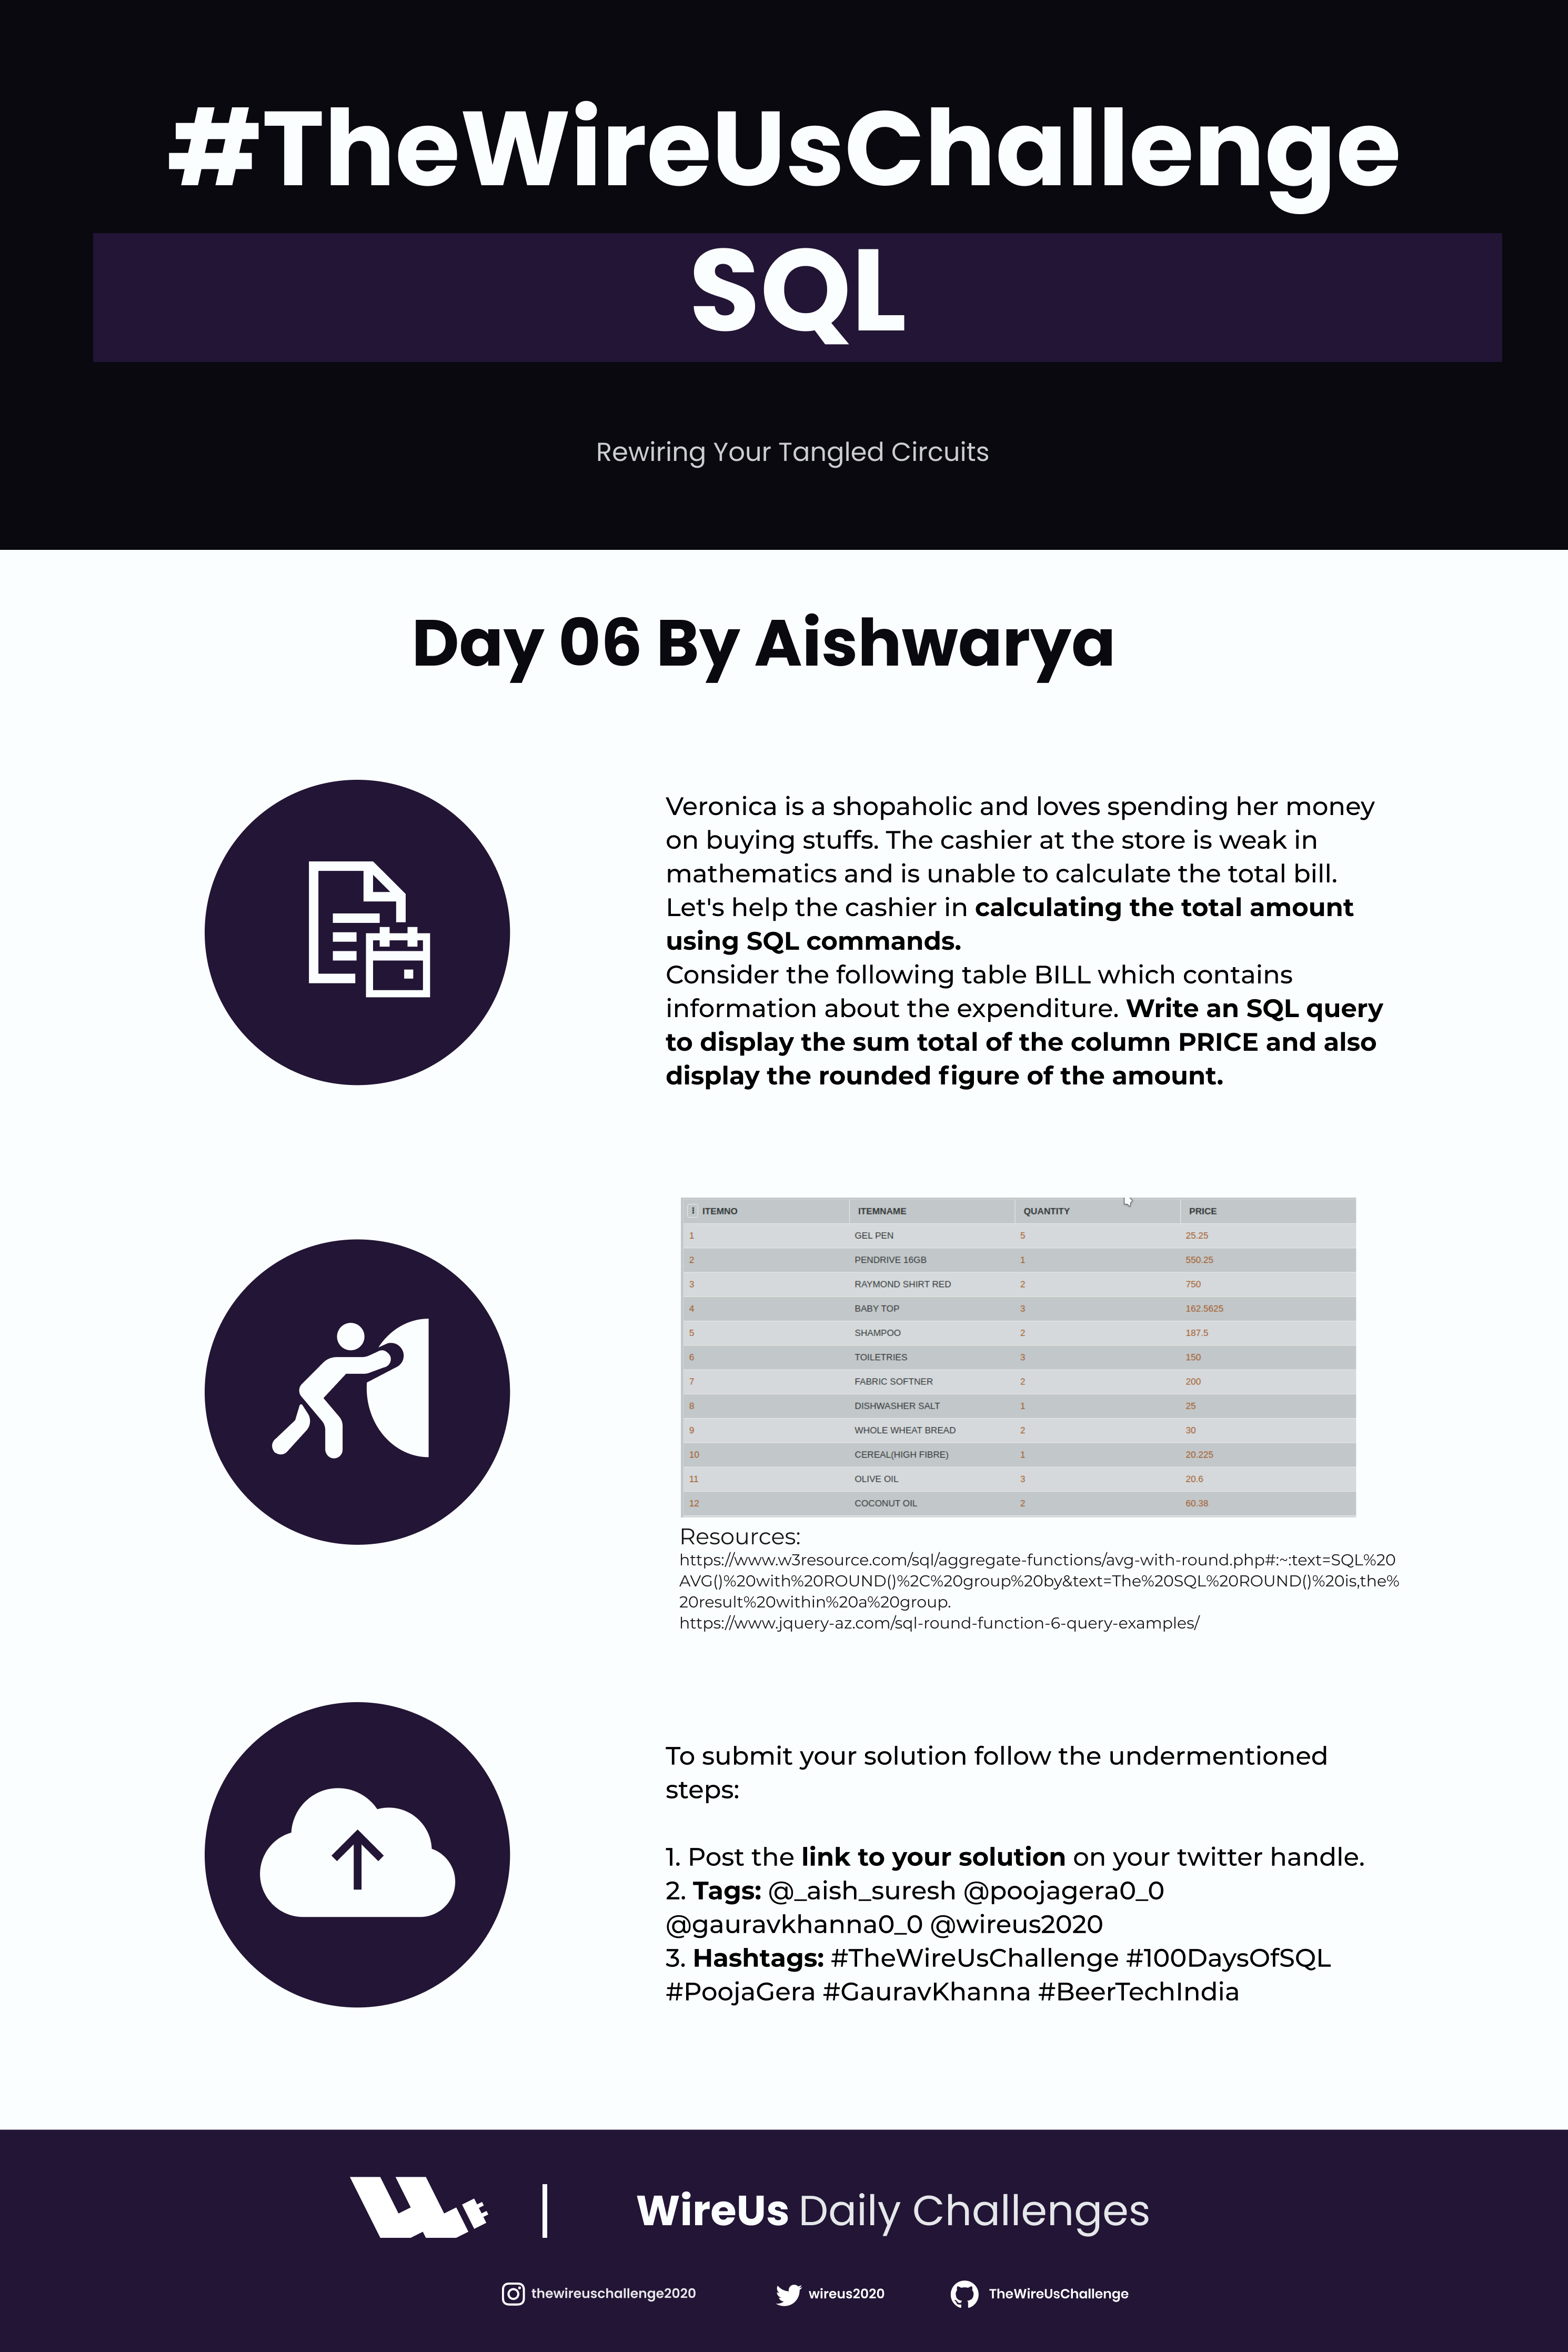 #TheWireUsChallenge
SQL
Rewiring Your Tangled Circuits
Day 06 By Aishwarya
Veronica is a shopaholic and loves spending her money
on buying stuffs. The cashier at the store is weak in
mathematics and is unable to calculate the total bill.
Let's help the cashier in calculating the total amount
using SQL commands.
Consider the following table BILL which contains
information about the expenditure. Write an SQL query
to display the sum total of the column PRICE and also
display the rounded figure of the amount.
ITEMNO ITEMNAME QUANTITY PRICE
1 GEL PEN 5 25.25
2 PENDRIVE 16GB 1 550.25
3 RAYMOND SHIRT RED 2 750
4 BABY TOP 3 162.5625
5 SHAMPOO 2 187.5
6 TOILETRIES 3 150
7 FABRIC SOFTNER 2 200
8 DISHWASHER SALT 1 25
9 WHOLE WHEAT BREAD 2 30
10 CEREAL(HIGH FIBRE) 1 20.225
11 OLIVE OIL 3 20.6
12 COCONUT OIL 2 60.38
Resources:
https://www.w3resource.com/sql/aggregate-functions/avg-with-round.php#:~:text=SQL%20
AVG()%20with%20ROUND()%2C%20group%20by&text=The%20SQL%20ROUND()%20is,the%
20result%20within%20a%20group.
https://www.jquery-az.com/sql-round-function-6-query-examples/
To submit your solution follow the undermentioned
steps:
1. Post the link to your solution on your twitter handle.
2. Tags: @_aish_suresh @poojagera0_0
@gauravkhanna0_0 @wireus2020
3. Hashtags: #TheWireUsChallenge #100DaysOfSQL
#PoojaGera #GauravKhanna #BeerTechIndia
WireUs Daily Challenges
thewireuschallenge2020 wireus2020 TheWireUsChallenge